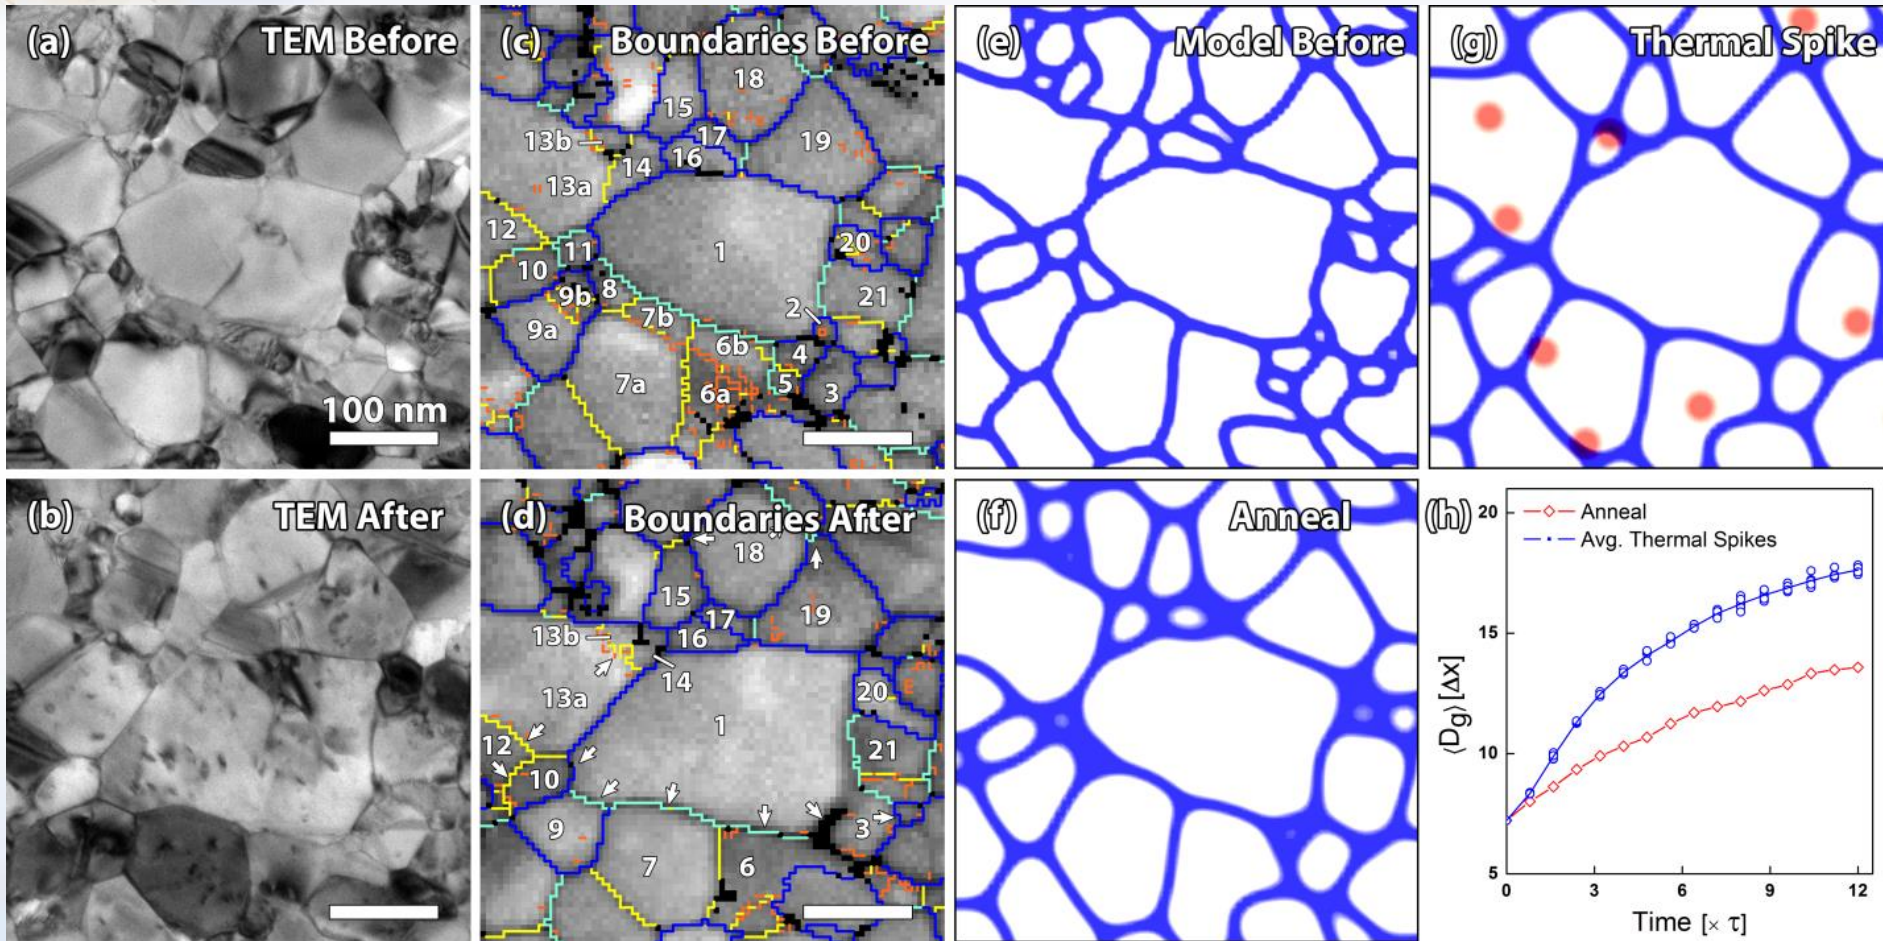 (a) TEM Before
100 nm
(b) TEM After
(c) Boundaries Before
18
15
17
13b
16
14
19
13a
12
11
1
20
10
8
9b
21
2
7b
9a
6b
4
7a
5
6a
3
(d) Boundaries After
18
15
17
19
13b
16
14
13a
20
1
12
21
10
9
3
7
6
(e) Model Before
(f) Anneal
(g) Thermal Spike
(h)
Anneal
Avg. Thermal Spikes
20
15
10
5
⟨Dg⟩ [Δx]
0 3 6 9 12
Time [× τ]